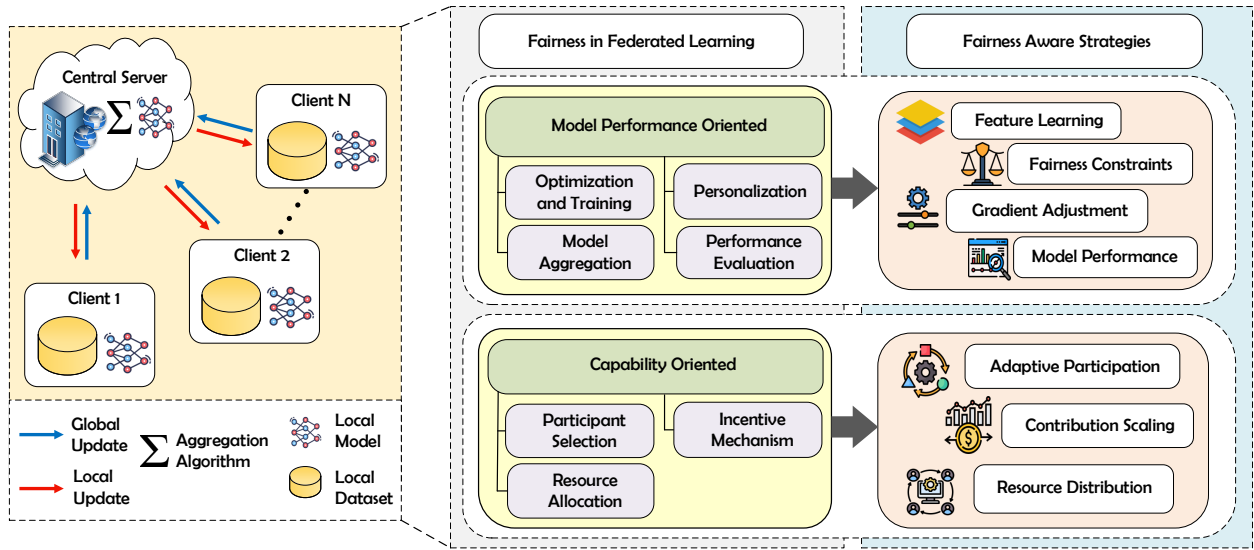 Central Server
Σ
Client N
Client 2
Client 1
Global
Update
Local
Update
Σ
Aggregation
Algorithm
Local
Model
Local
Dataset
Fairness in Federated Learning
Model Performance Oriented
Optimization
and Training
Personalization
Model
Aggregation
Performance
Evaluation
Capability Oriented
Participant
Selection
Incentive
Mechanism
Resource
Allocation
Fairness Aware Strategies
Feature Learning
Fairness Constraints
Gradient Adjustment
Model Performance
Adaptive Participation
$
Contribution Scaling
Resource Distribution